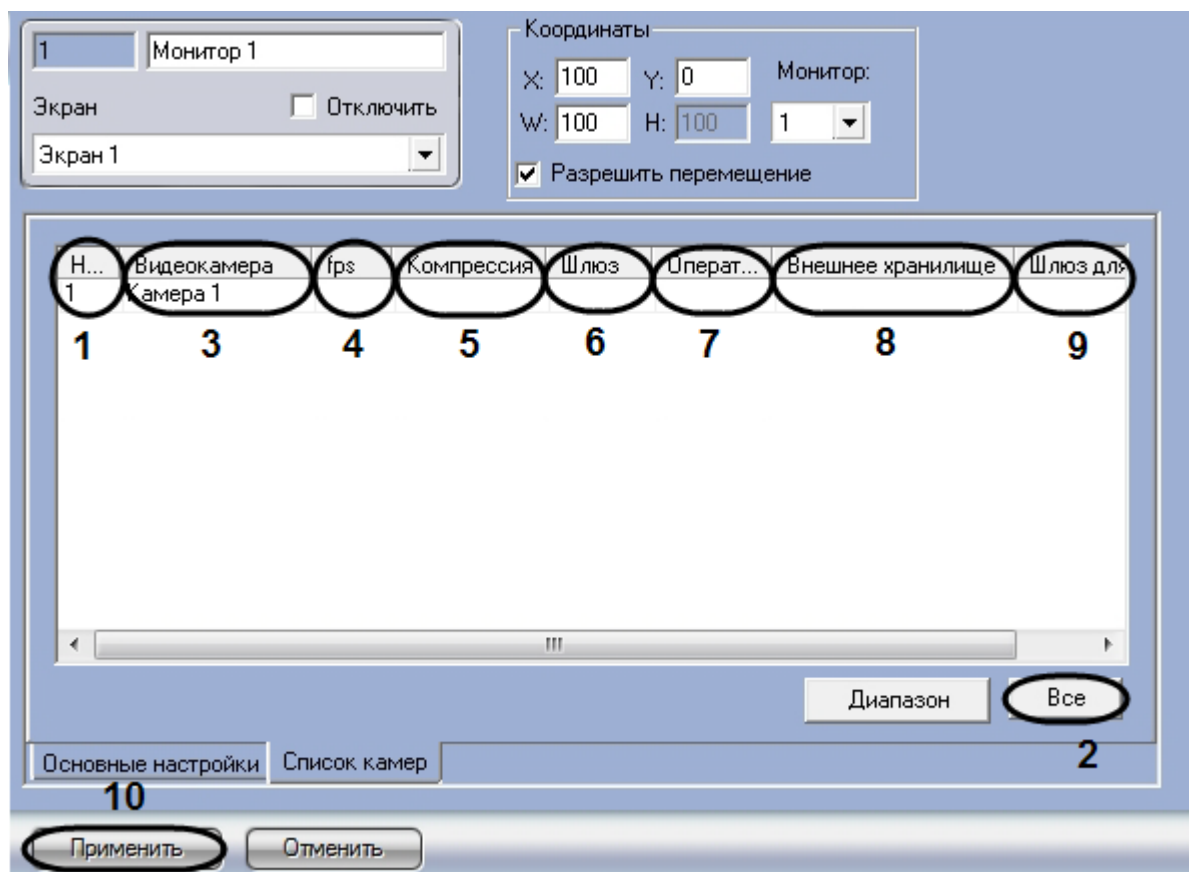 1 Монитор 1
Экран Отключить
Экран 1
Координаты
X: 100 Y: 0 Монитор:
W: 100 H: 100 1
Разрешить перемещение
Н... Видеокамера fps Компрессия Шлюз Операт... Внешнее хранилище Шлюз для
1 Камера 1
1 3 4 5 6 7 8 9
Диапазон Все
2
Основные настройки Список камер
10
Применить Отменить